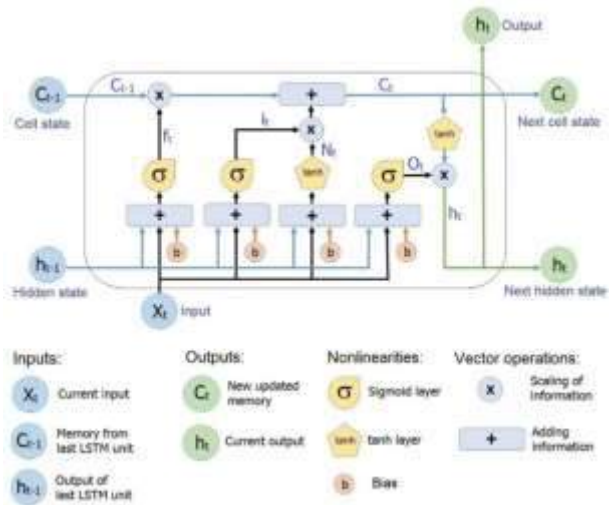 hₜ
Output
Cₜ₋₁
Cₜ₋₁
x
+
Cₜ
Cₜ
Cell state
Next cell state
fₜ
Iₜ
x
tanh
Nₜ
Oₜ
x
σ
σ
tanh
σ
hₜ
+
+
+
+
hₜ₋₁
b
b
b
b
hₜ
Hidden state
Next hidden state
Xₜ
Input
Inputs:
Outputs:
Nonlinearities:
Vector operations:
Xₜ
Current input
Cₜ
New updated
memory
σ
Sigmoid layer
x
Scaling of
information
Cₜ₋₁
Memory from
last LSTM unit
hₜ
Current output
tanh
tanh layer
+
Adding
information
hₜ₋₁
Output of
last LSTM unit
b
Bias